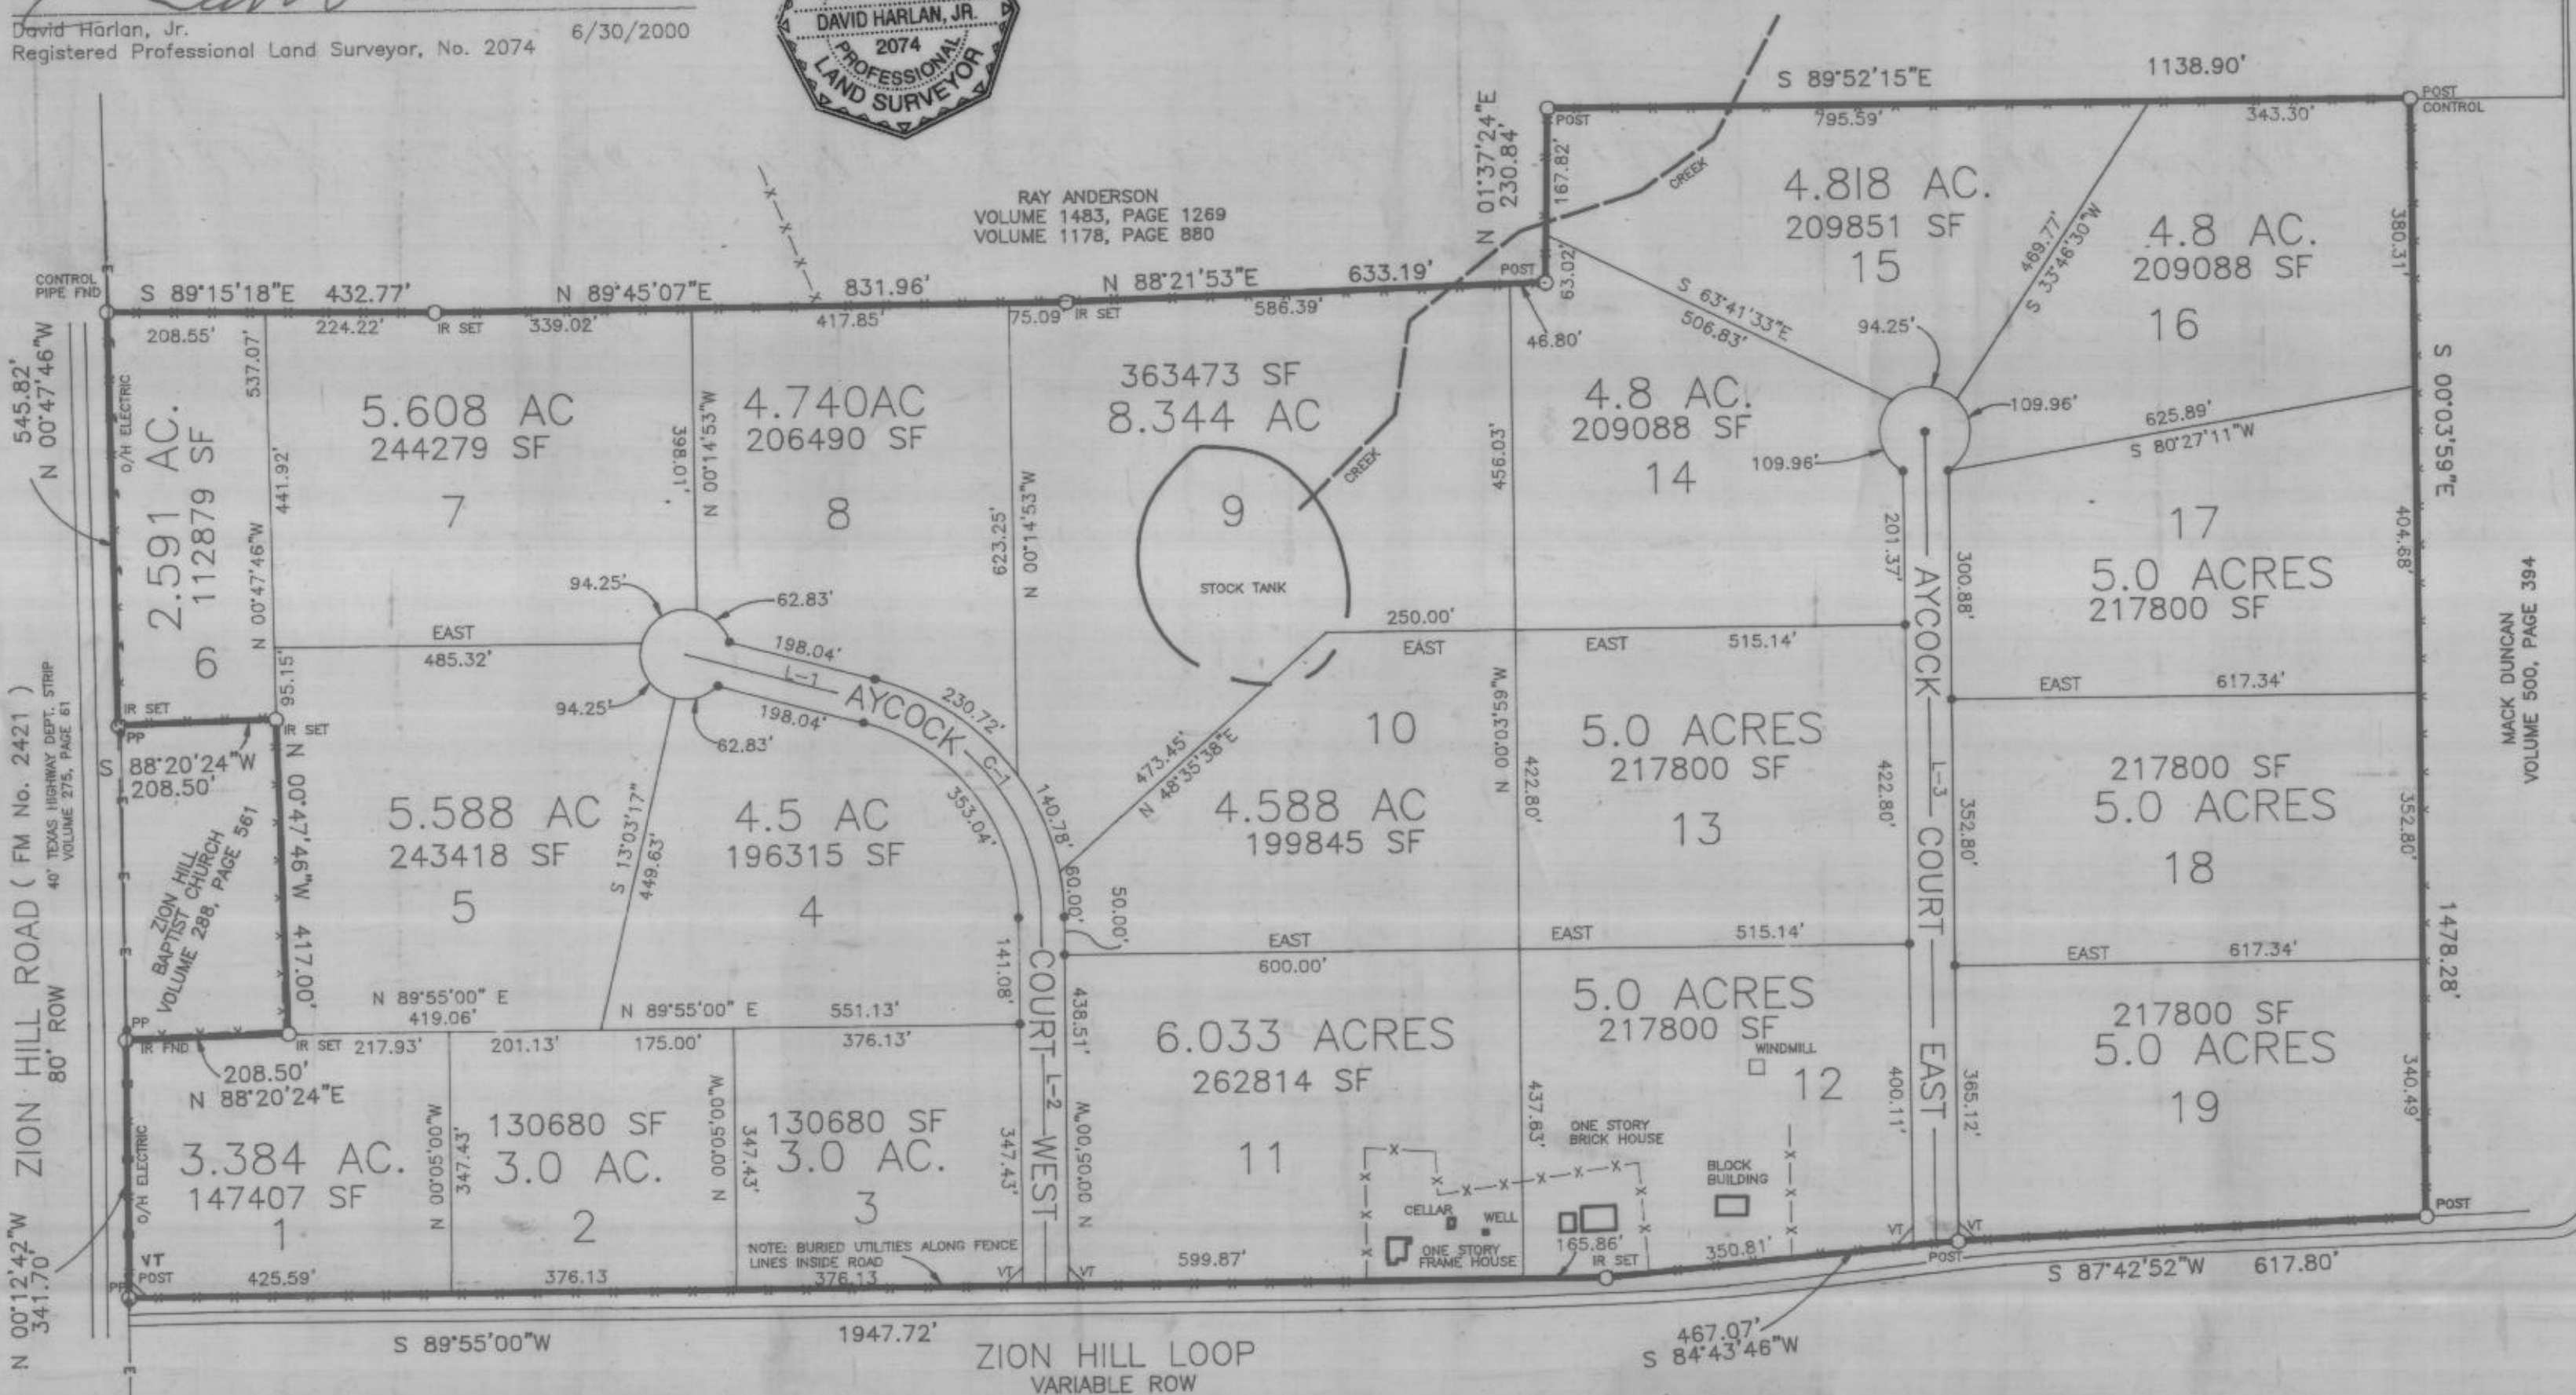 David Harlan, Jr.
6/30/2000
Registered Professional Land Surveyor, No. 2074
DAVID HARLAN, JR.
2074
PROFESSIONAL
LAND SURVEYOR
RAY ANDERSON
VOLUME 1483, PAGE 1269
VOLUME 1178, PAGE 880
S 89°52'15"E
1138.90'
POST
CONTROL
POST
795.59'
343.30'
N 01°37'24"E
230.84'
167.82'
63.02'
CREEK
CONTROL
PIPE FND
S 89°15'18"E 432.77'
N 89°45'07"E
831.96'
N 88°21'53"E
633.19'
POST
208.55'
224.22'
IR SET
339.02'
417.85'
75.09'
IR SET
586.39'
46.80'
545.82'
N 00°47'46"W
O/H ELECTRIC
2.591 AC.
112879 SF
6
537.07'
441.92'
N 00°47'46"W
95.15'
5.608 AC
244279 SF
7
398.01'
N 00°14'53"W
4.740AC
206490 SF
8
623.25'
N 00°14'53"W
363473 SF
8.344 AC
9
STOCK TANK
CREEK
456.03'
4.8 AC.
209088 SF
14
S 63°41'33"E
506.83'
4.818 AC.
209851 SF
15
469.77'
S 33°46'30"W
4.8 AC.
209088 SF
16
380.31'
S 00°03'59"E
94.25'
109.96'
109.96'
625.89'
S 80°27'11"W
17
5.0 ACRES
217800 SF
404.68'
201.37'
300.88'
MACK DUNCAN
VOLUME 500, PAGE 394
94.25'
62.83'
EAST
485.32'
94.25'
62.83'
198.04'
L-1
198.04'
AYCOCK
C-1
230.72'
353.04'
140.78'
60.00'
50.00'
141.08'
COURT
L-2
WEST
473.45'
N 48°35'38"E
250.00'
EAST
EAST
515.14'
10
4.588 AC
199845 SF
N 00°03'59"W
422.80'
5.0 ACRES
217800 SF
13
422.80'
AYCOCK
L-3
COURT
EAST
EAST
617.34'
217800 SF
5.0 ACRES
18
352.80'
352.80'
1478.28'
IR SET
PP
IR SET
S 88°20'24"W
208.50'
N 00°47'46"W 417.00'
ZION HILL
BAPTIST CHURCH
VOLUME 288, PAGE 561
ZION HILL ROAD ( FM No. 2421 )
80' ROW
40' TEXAS HIGHWAY DEPT. STRIP
VOLUME 275, PAGE 61
5.588 AC
243418 SF
5
S 13°03'17"
449.63'
4.5 AC
196315 SF
4
N 89°55'00" E
419.06'
N 89°55'00" E
551.13'
PP
IR FND
IR SET
217.93'
201.13'
175.00'
376.13'
208.50'
N 88°20'24"E
O/H ELECTRIC
3.384 AC.
147407 SF
1
N 00°05'00"W
347.43'
130680 SF
3.0 AC.
2
N 00°05'00"W
347.43'
130680 SF
3.0 AC.
3
347.43'
438.51'
N 00°05'00"W
EAST
600.00'
6.033 ACRES
262814 SF
11
437.63'
EAST
515.14'
5.0 ACRES
217800 SF
WINDMILL
12
400.11'
365.12'
EAST
617.34'
217800 SF
5.0 ACRES
19
340.49'
ONE STORY
BRICK HOUSE
BLOCK
BUILDING
CELLAR
WELL
ONE STORY
FRAME HOUSE
NOTE: BURIED UTILITIES ALONG FENCE
LINES INSIDE ROAD
N 00°12'42"W
341.70'
VT
POST
PP
425.59'
376.13
376.13
VT
VT
599.87'
165.86'
IR SET
350.81'
VT
VT
POST
POST
S 87°42'52"W
617.80'
467.07'
S 84°43'46"W
S 89°55'00"W
1947.72'
ZION HILL LOOP
VARIABLE ROW